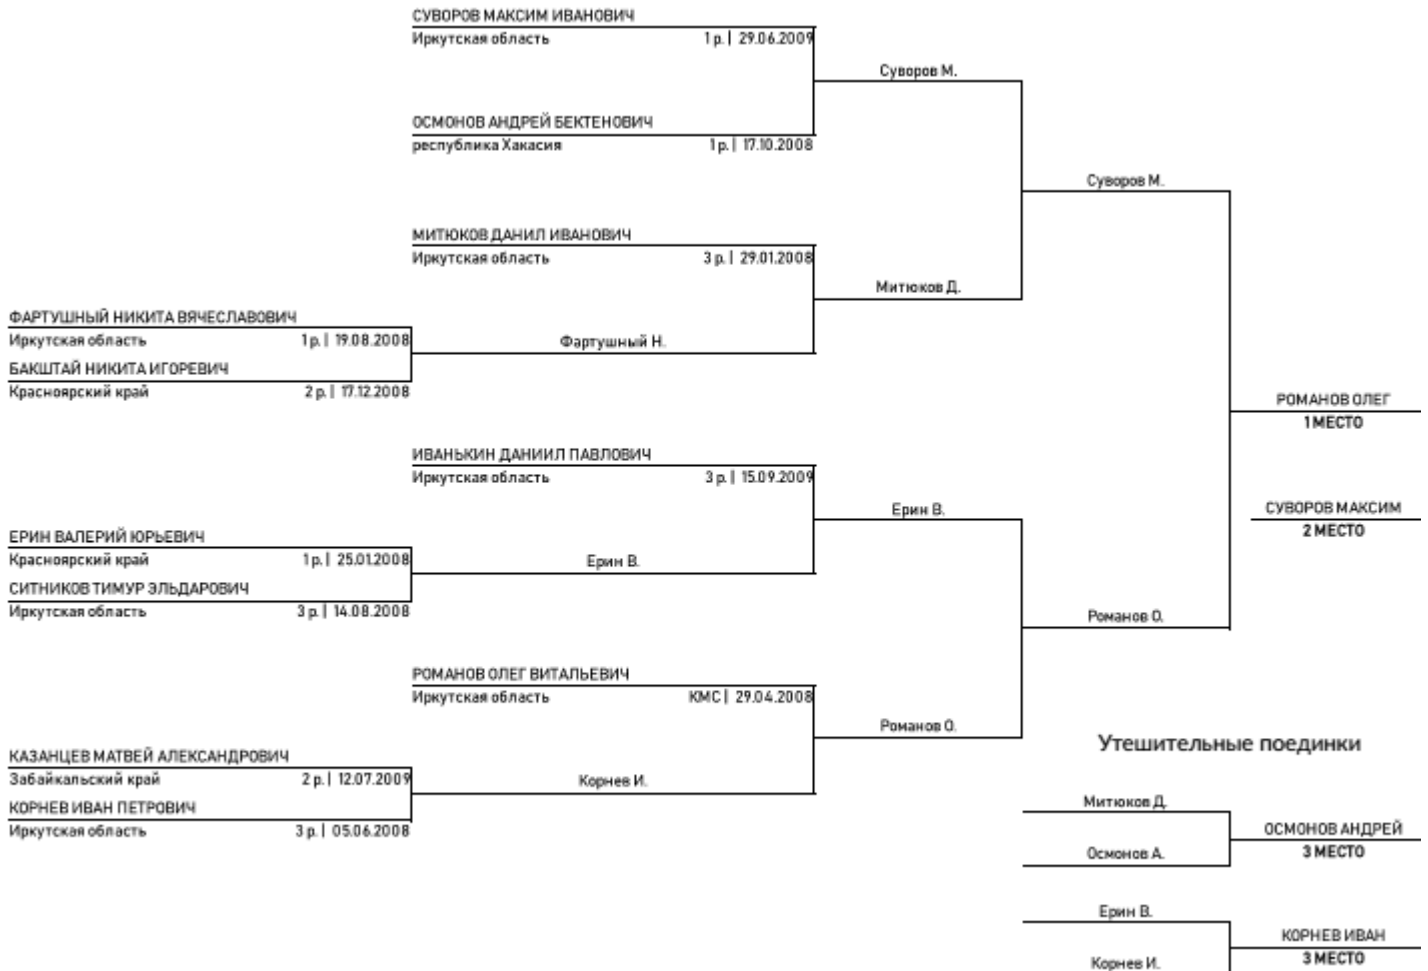 СУВОРОВ МАКСИМ ИВАНОВИЧ
Иркутская область 1 р. | 29.06.2009
Суворов М.
ОСМОНОВ АНДРЕЙ БЕКТЕНОВИЧ
республика Хакасия 1 р. | 17.10.2008
Суворов М.
МИТЮКОВ ДАНИЛ ИВАНОВИЧ
Иркутская область 3 р. | 29.01.2008
Митюков Д.
ФАРТУШНЫЙ НИКИТА ВЯЧЕСЛАВОВИЧ
Иркутская область 1 р. | 19.08.2008
Фартушный Н.
БАКШТАЙ НИКИТА ИГОРЕВИЧ
Красноярский край 2 р. | 17.12.2008
РОМАНОВ ОЛЕГ
1 МЕСТО
ИВАНЬКИН ДАНИИЛ ПАВЛОВИЧ
Иркутская область 3 р. | 15.09.2009
Ерин В.
СУВОРОВ МАКСИМ
2 МЕСТО
ЕРИН ВАЛЕРИЙ ЮРЬЕВИЧ
Красноярский край 1 р. | 25.01.2008
Ерин В.
СИТНИКОВ ТИМУР ЭЛЬДАРОВИЧ
Иркутская область 3 р. | 14.08.2008
Романов О.
РОМАНОВ ОЛЕГ ВИТАЛЬЕВИЧ
Иркутская область КМС | 29.04.2008
Романов О.
КАЗАНЦЕВ МАТВЕЙ АЛЕКСАНДРОВИЧ
Забайкальский край 2 р. | 12.07.2009
Корнев И.
КОРНЕВ ИВАН ПЕТРОВИЧ
Иркутская область 3 р. | 05.06.2008
Утешительные поединки
Митюков Д.
ОСМОНОВ АНДРЕЙ
3 МЕСТО
Осмонов А.
Ерин В.
КОРНЕВ ИВАН
3 МЕСТО
Корнев И.